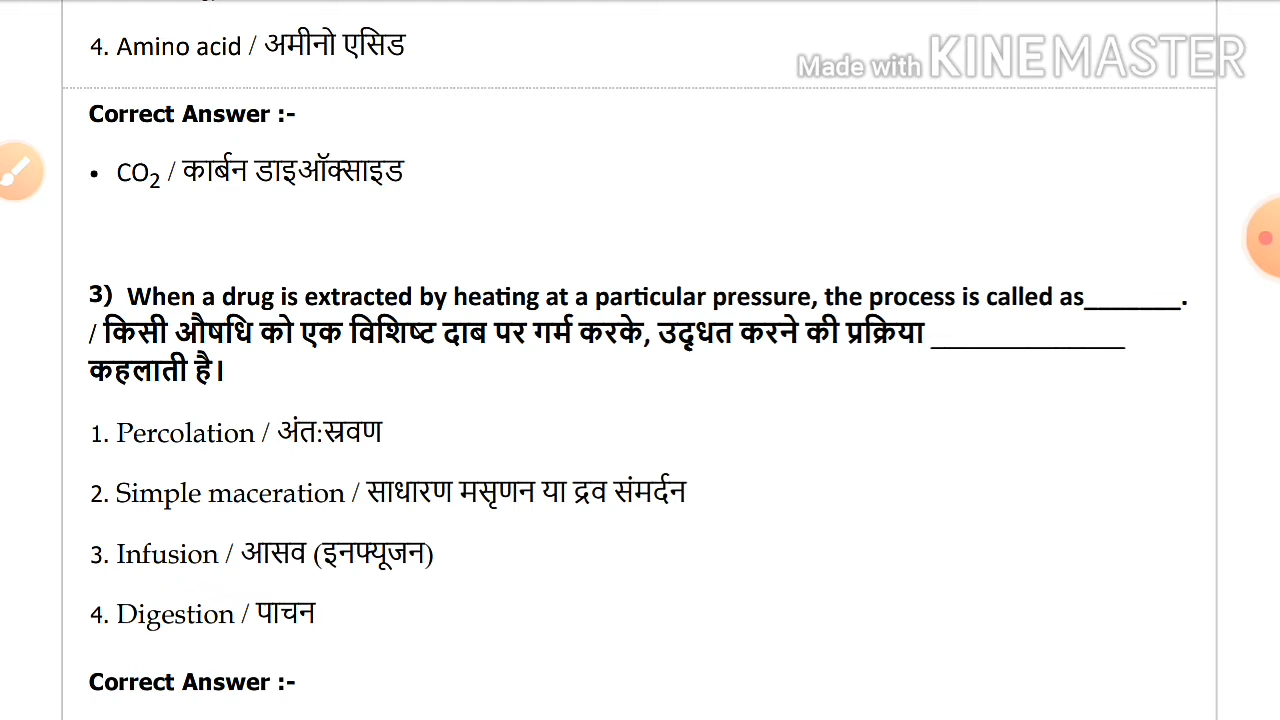 4. Amino acid / अमीनो एसिड
Made with KINEMASTER
Correct Answer :-
• CO2 / कार्बन डाइऑक्साइड
3) When a drug is extracted by heating at a particular pressure, the process is called as_______.
/ किसी औषधि को एक विशिष्ट दाब पर गर्म करके, उद्धृत करने की प्रक्रिया ______________
कहलाती है।
1. Percolation / अंत:स्रवण
2. Simple maceration / साधारण मसृणन या द्रव संमर्दन
3. Infusion / आसव (इनफ्यूजन)
4. Digestion / पाचन
Correct Answer :-